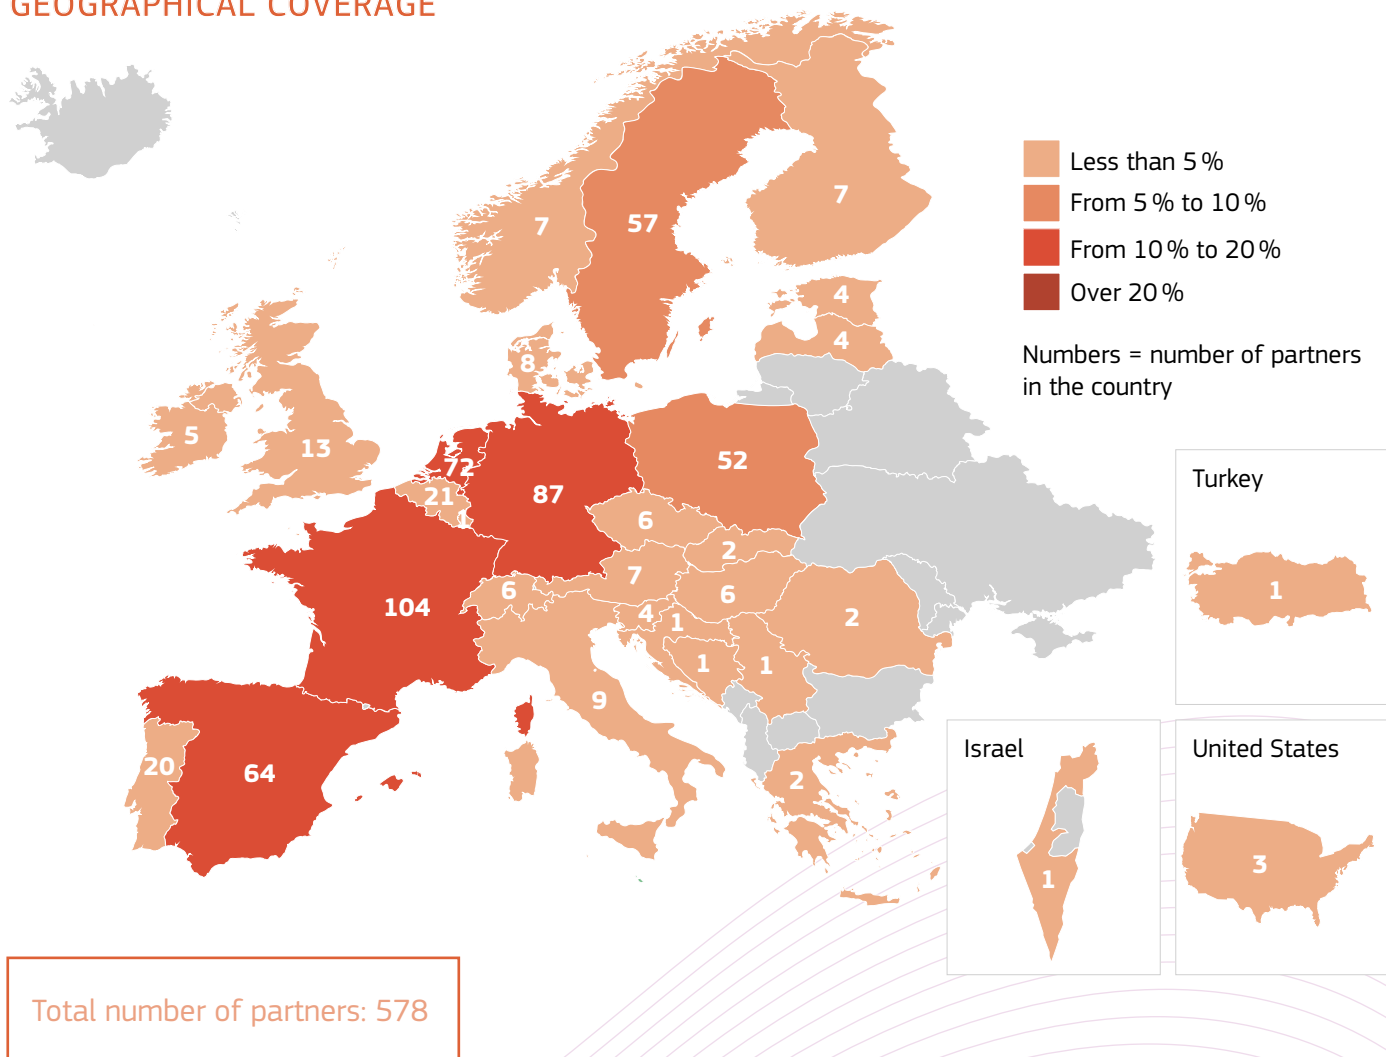 GEOGRAPHICAL COVERAGE
Less than 5 %
From 5 % to 10 %
From 10 % to 20 %
Over 20 %
Numbers = number of partners
in the country
7
57
7
4
4
8
5
13
72
21
1
87
52
6
2
7
6
6
104
4
1
2
1
1
9
20
64
2
Turkey
1
Israel
1
United States
3
Total number of partners: 578